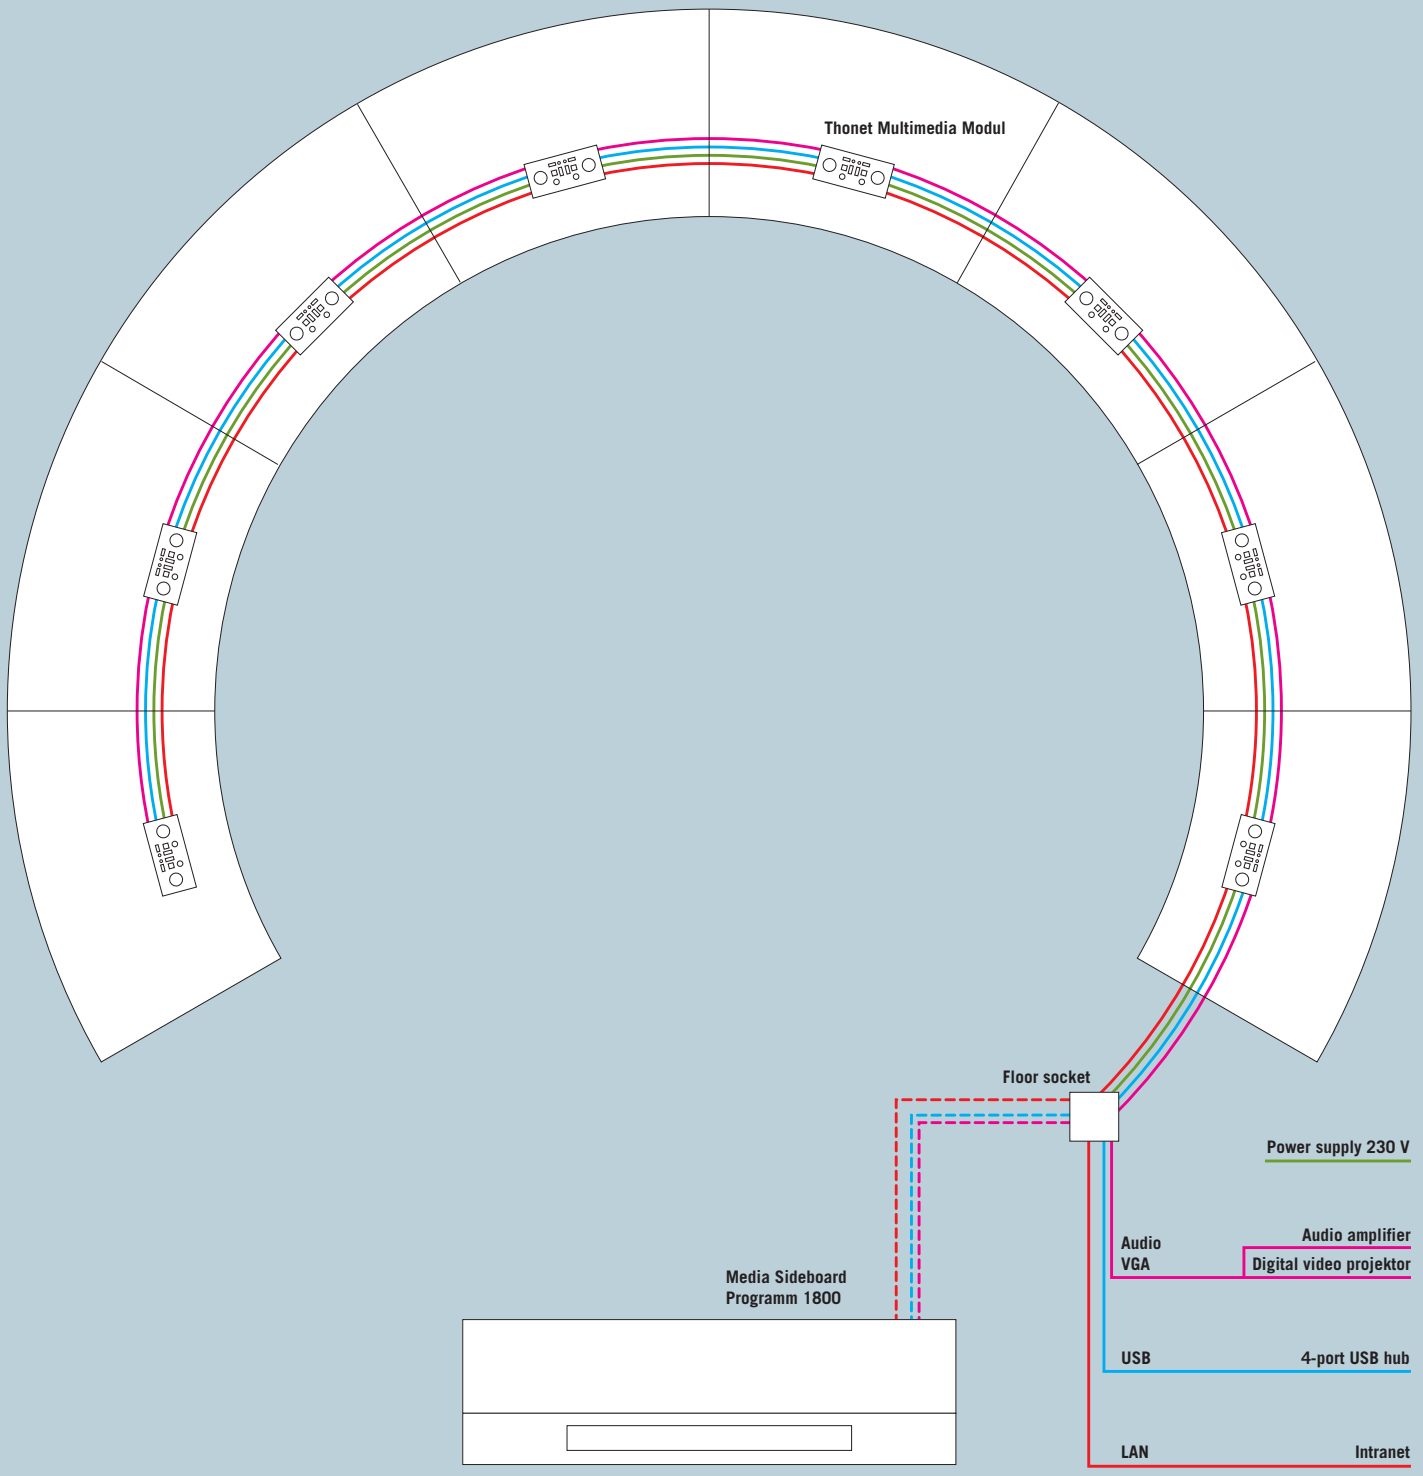 Thonet Multimedia Modul
Floor socket
Power supply 230 V
Audio
VGA
Audio amplifier
Digital video projektor
Media Sideboard
Programm 1800
USB
4-port USB hub
LAN
Intranet